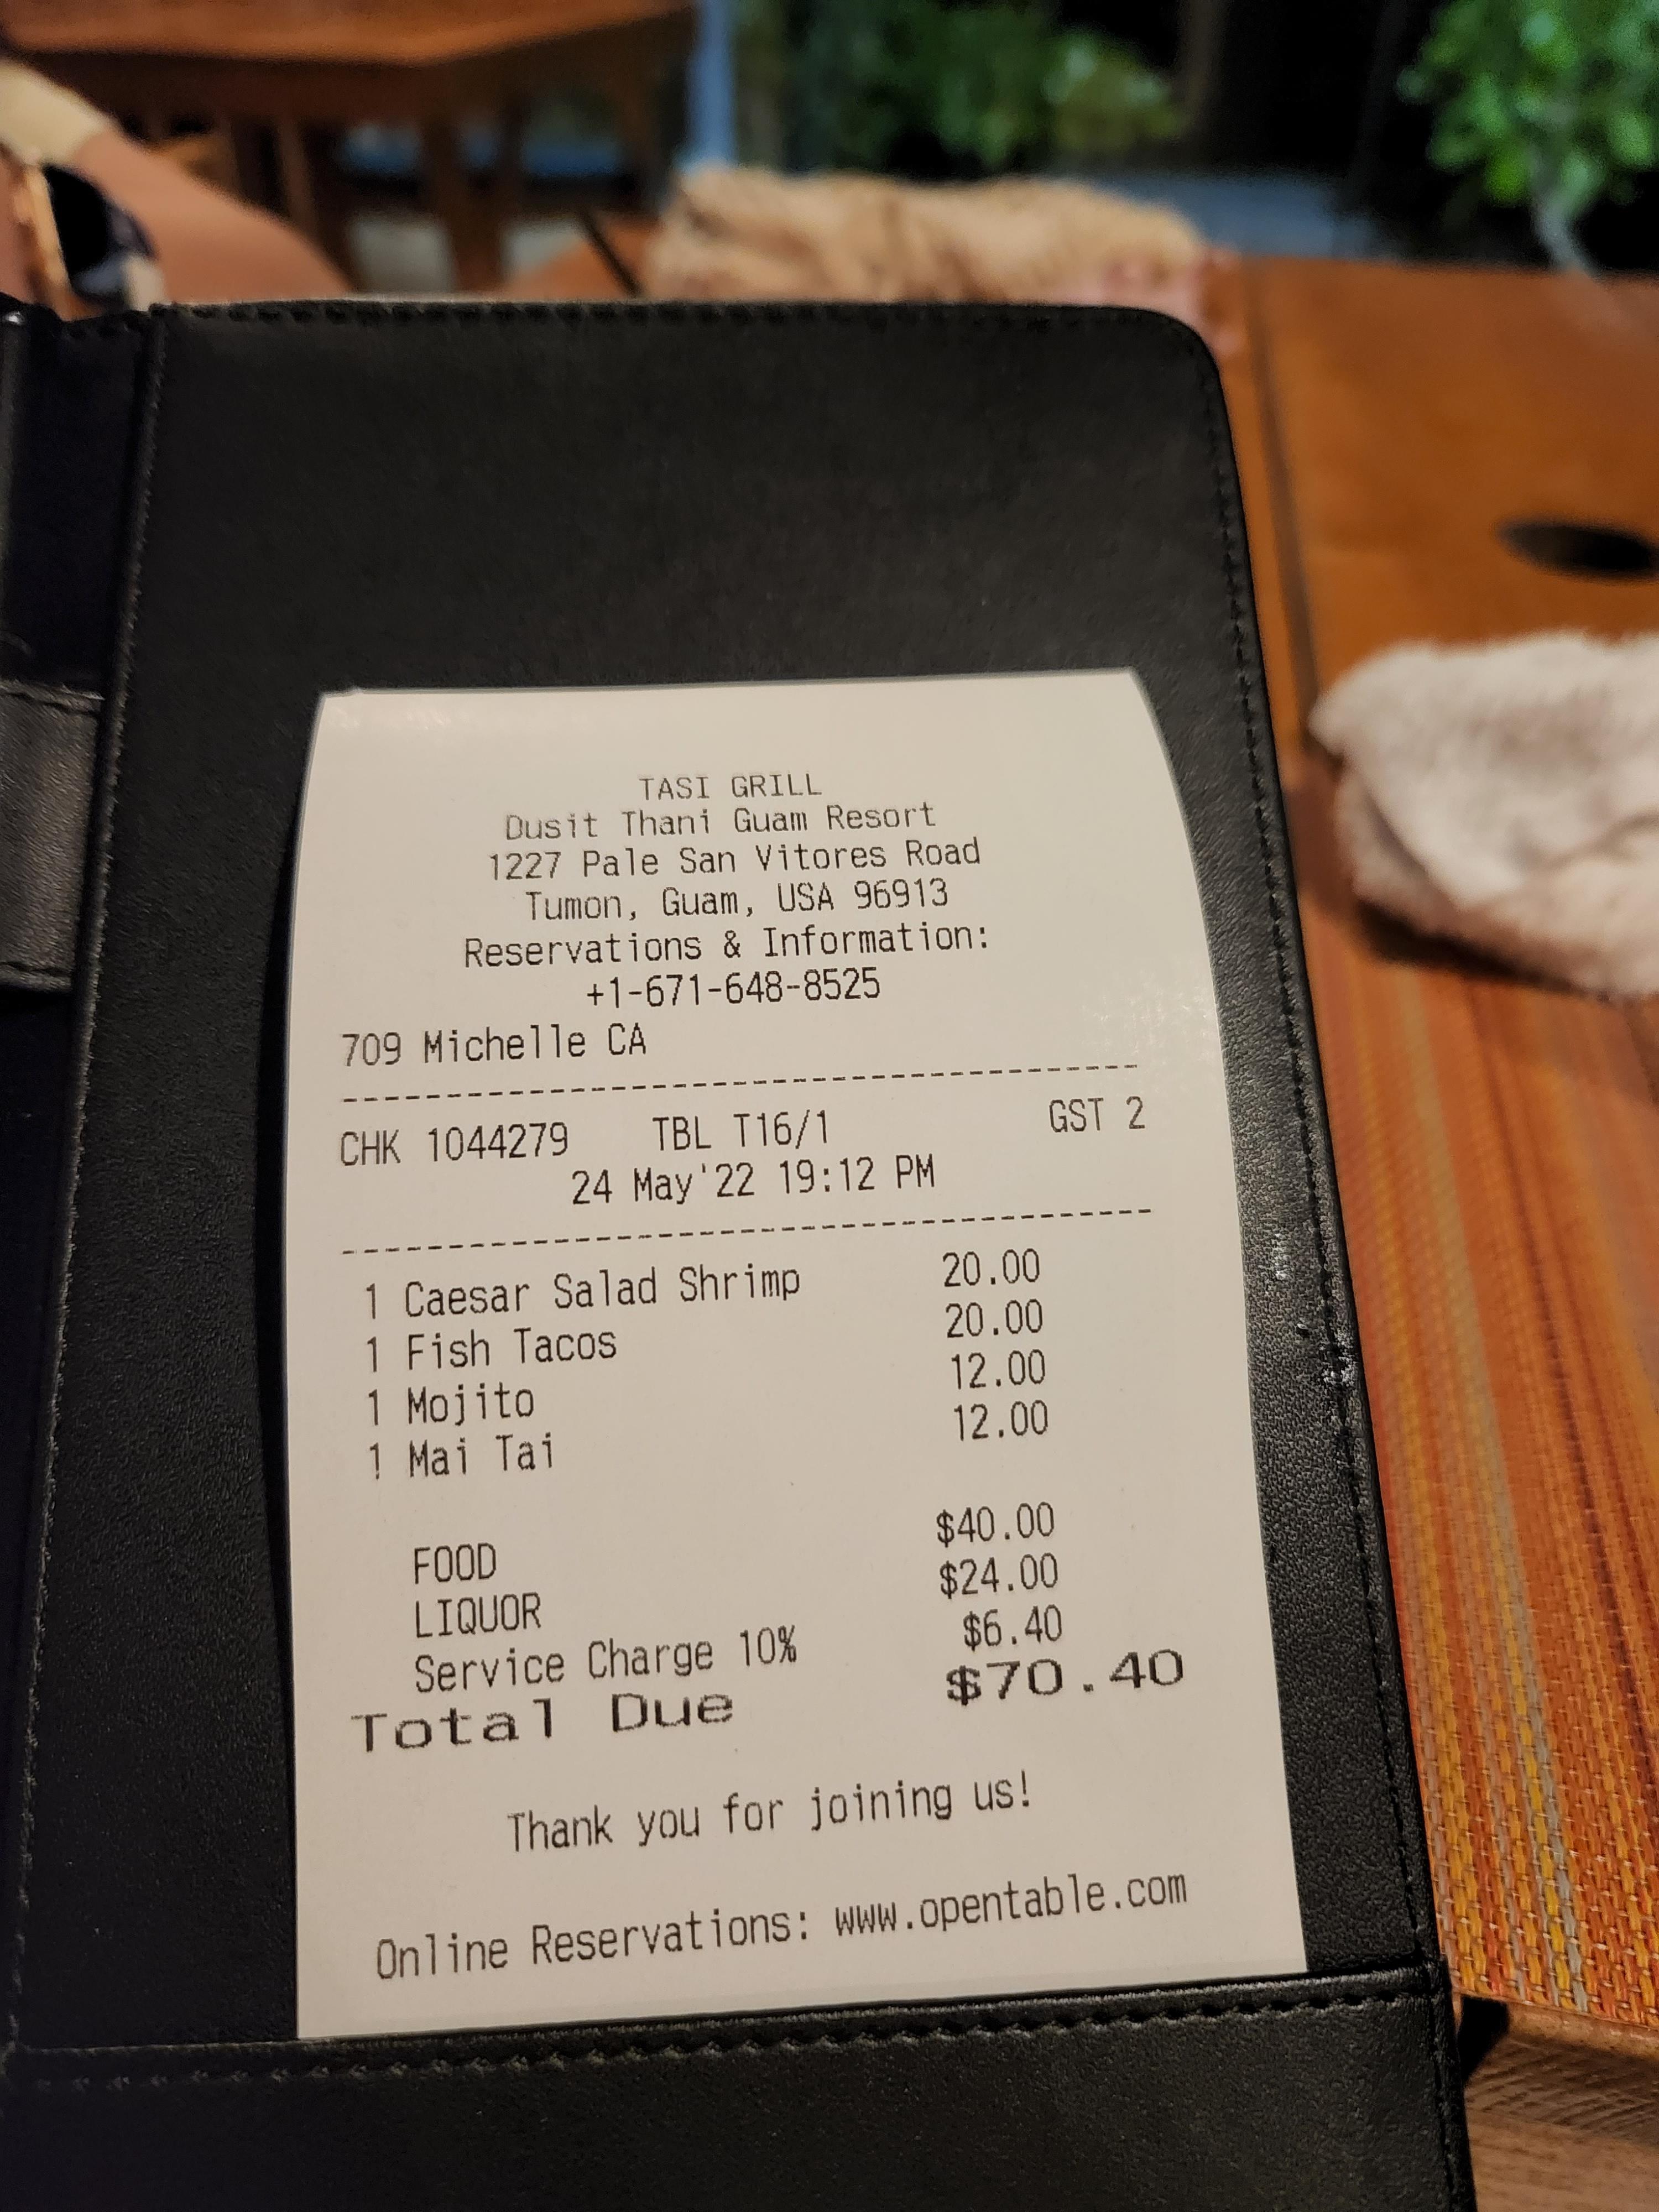 TASI GRILL
Dusit Thani Guam Resort
1227 Pale San Vitores Road
Tumon, Guam, USA 96913
Reservations & Information:
+1-671-648-8525
709 Michelle CA
----------------------------------------
CHK 1044279 TBL T16/1 GST 2
24 May'22 19:12 PM
----------------------------------------
1 Caesar Salad Shrimp 20.00
1 Fish Tacos 20.00
1 Mojito 12.00
1 Mai Tai 12.00
FOOD $40.00
LIQUOR $24.00
Service Charge 10% $6.40
Total Due $70.40
Thank you for joining us!
Online Reservations: www.opentable.com